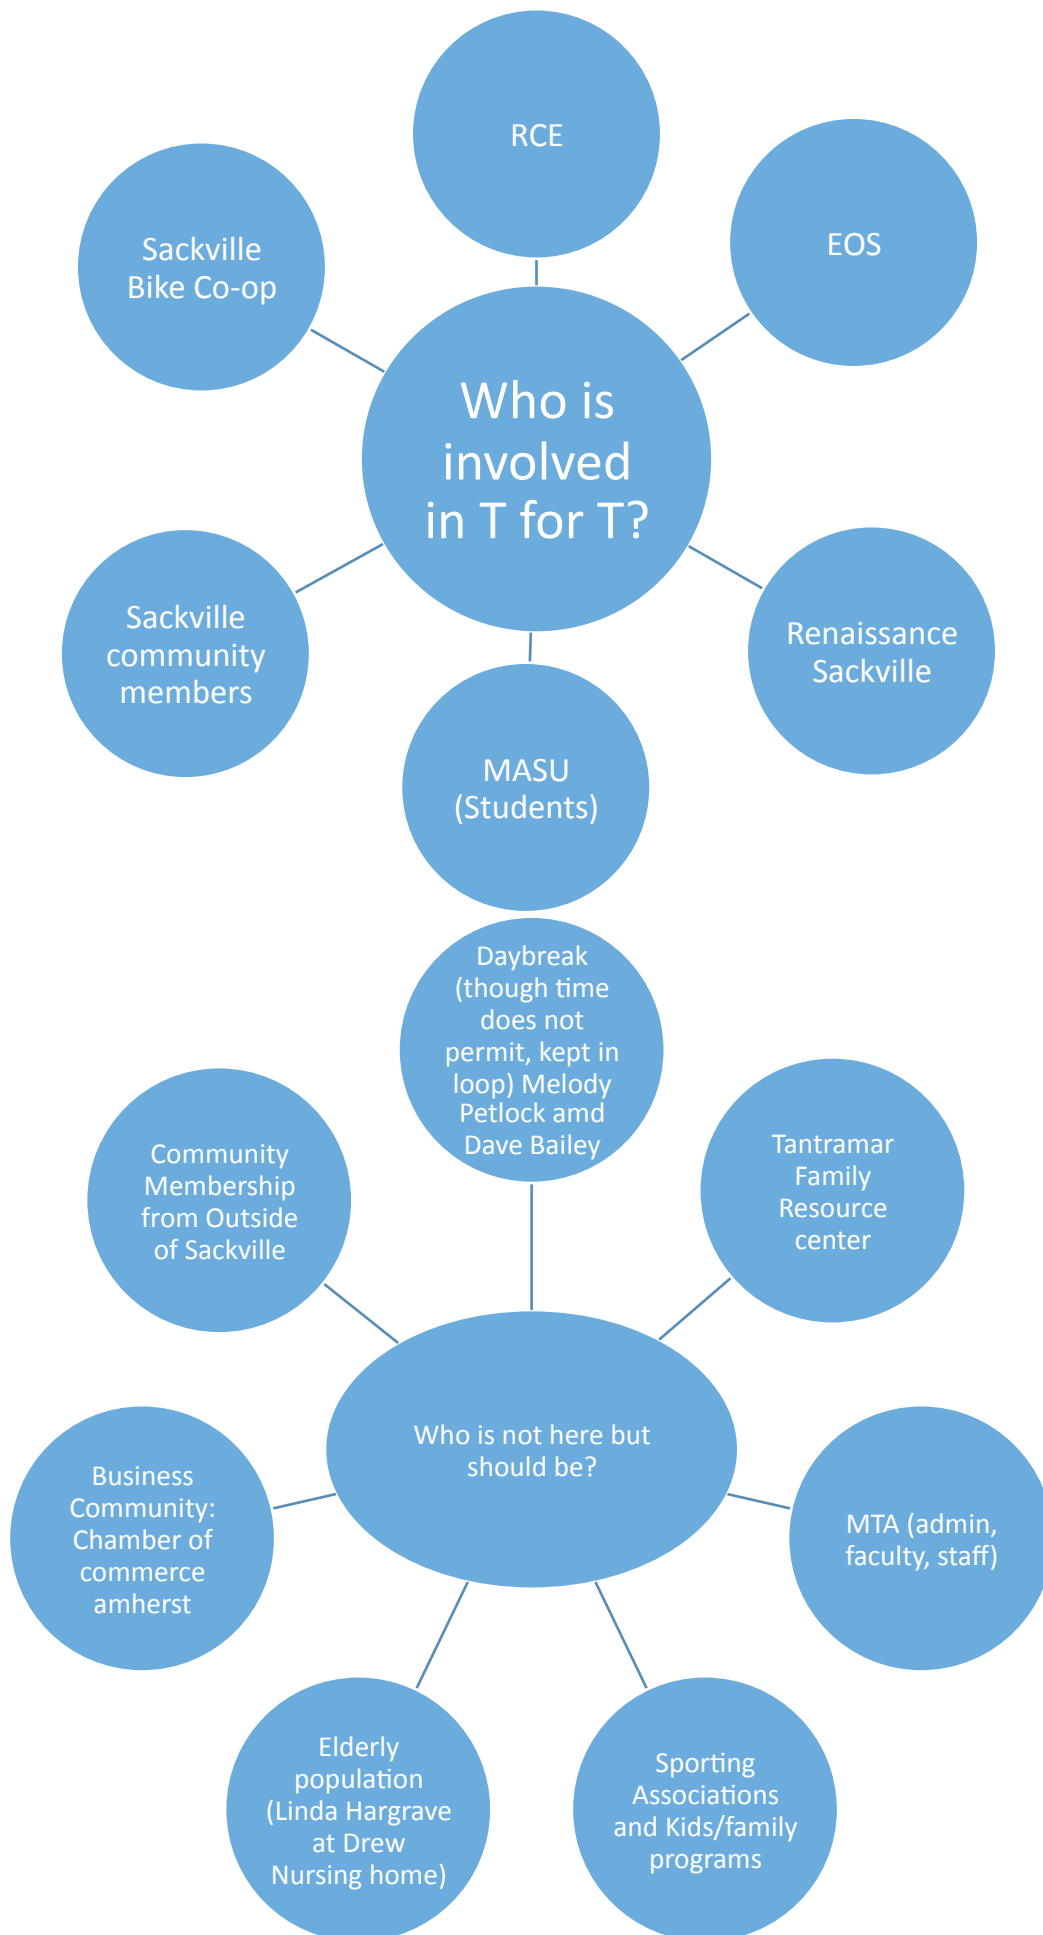 RCE
EOS
Sackville
Bike Co-op
Who is
involved
in T for T?
Sackville
community
members
Renaissance
Sackville
MASU
(Students)
Daybreak
(though time
does not
permit, kept in
loop) Melody
Petlock amd
Dave Bailey
Community
Membership
from Outside
of Sackville
Tantramar
Family
Resource
center
Who is not here but
should be?
Business
Community:
Chamber of
commerce
amherst
MTA (admin,
faculty, staff)
Elderly
population
(Linda Hargrave
at Drew
Nursing home)
Sporting
Associations
and Kids/family
programs